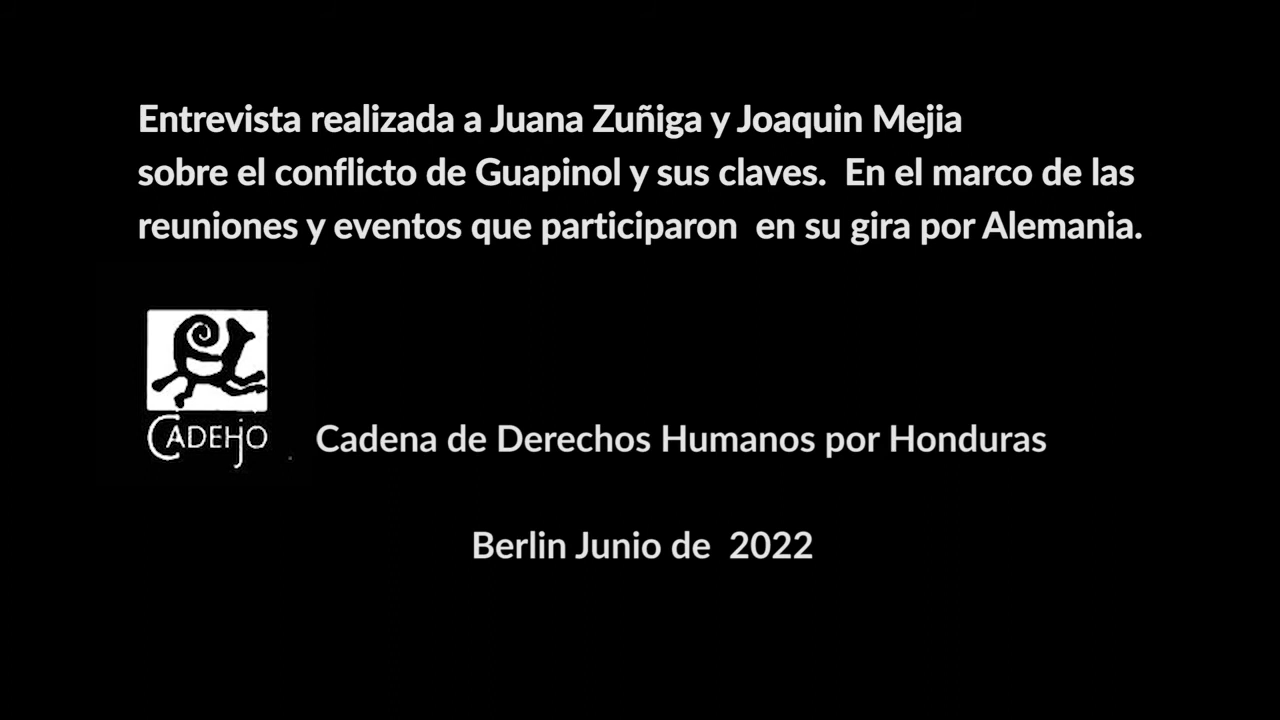 Entrevista realizada a Juana Zuñiga y Joaquin Mejia
sobre el conflicto de Guapinol y sus claves.  En el marco de las
reuniones y eventos que participaron  en su gira por Alemania.
CADEHO
Cadena de Derechos Humanos por Honduras
Berlin Junio de  2022